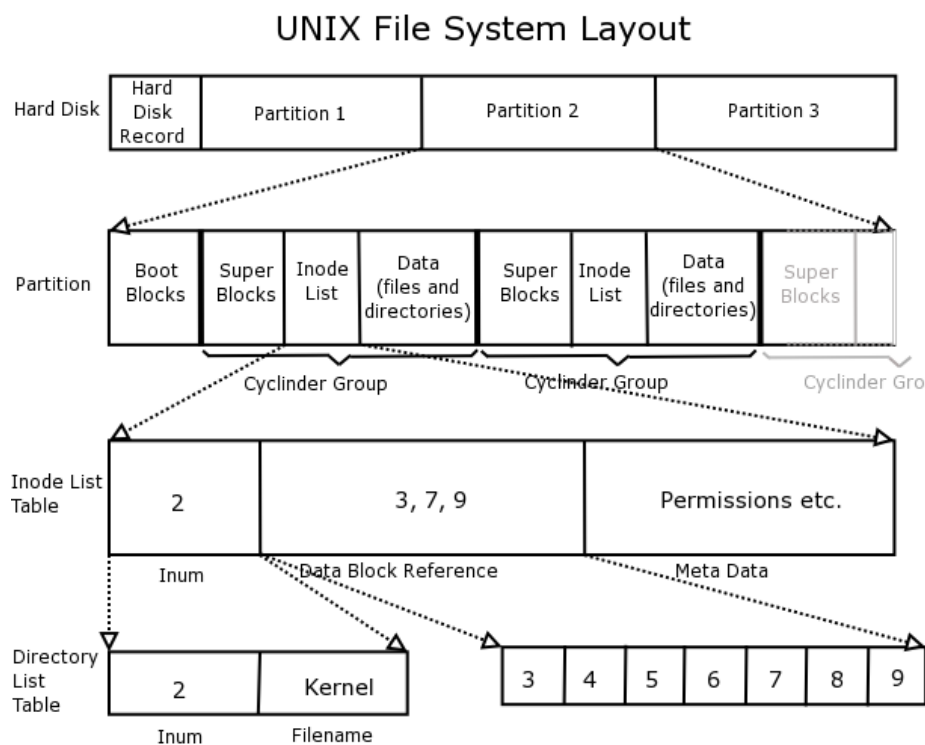 UNIX File System Layout
Hard Disk
Hard
Disk
Record
Partition 1
Partition 2
Partition 3
Partition
Boot
Blocks
Super
Blocks
Inode
List
Data
(files and
directories)
Super
Blocks
Inode
List
Data
(files and
directories)
Super
Blocks
Cyclinder Group
Cyclinder Group
Cyclinder Gro
Inode List
Table
2
3, 7, 9
Permissions etc.
Inum
Data Block Reference
Meta Data
Directory
List
Table
2
Kernel
3
4
5
6
7
8
9
Inum
Filename